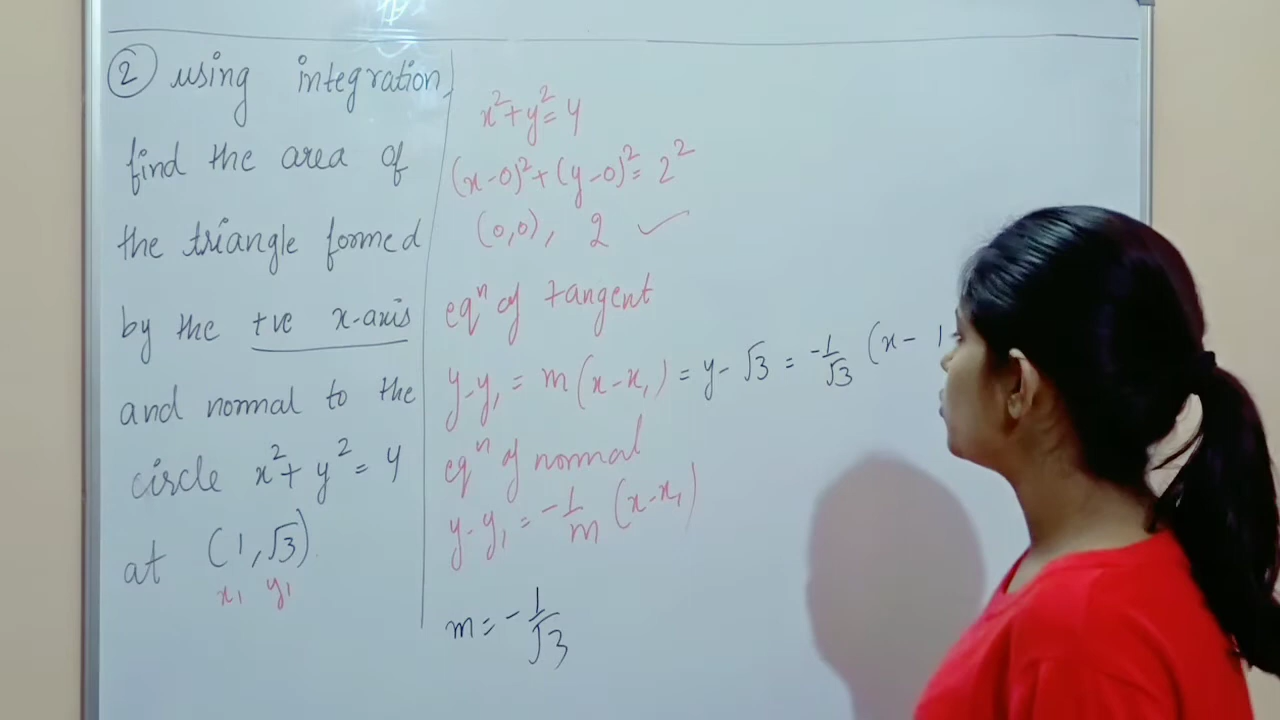 ② using integration,
find the area of
the triangle formed
by the +ve x-axis
and normal to the
circle x² + y² = 4
at (1, √3)
x₁ y₁
x² + y² = 4
(x-0)² + (y-0)² = 2²
(0,0), 2 ✓
eqⁿ of tangent
y-y₁ = m(x-x₁) = y-√3 = -1/√3 (x-1
eqⁿ of normal
y-y₁ = -1/m (x-x₁)
m = -1/√3